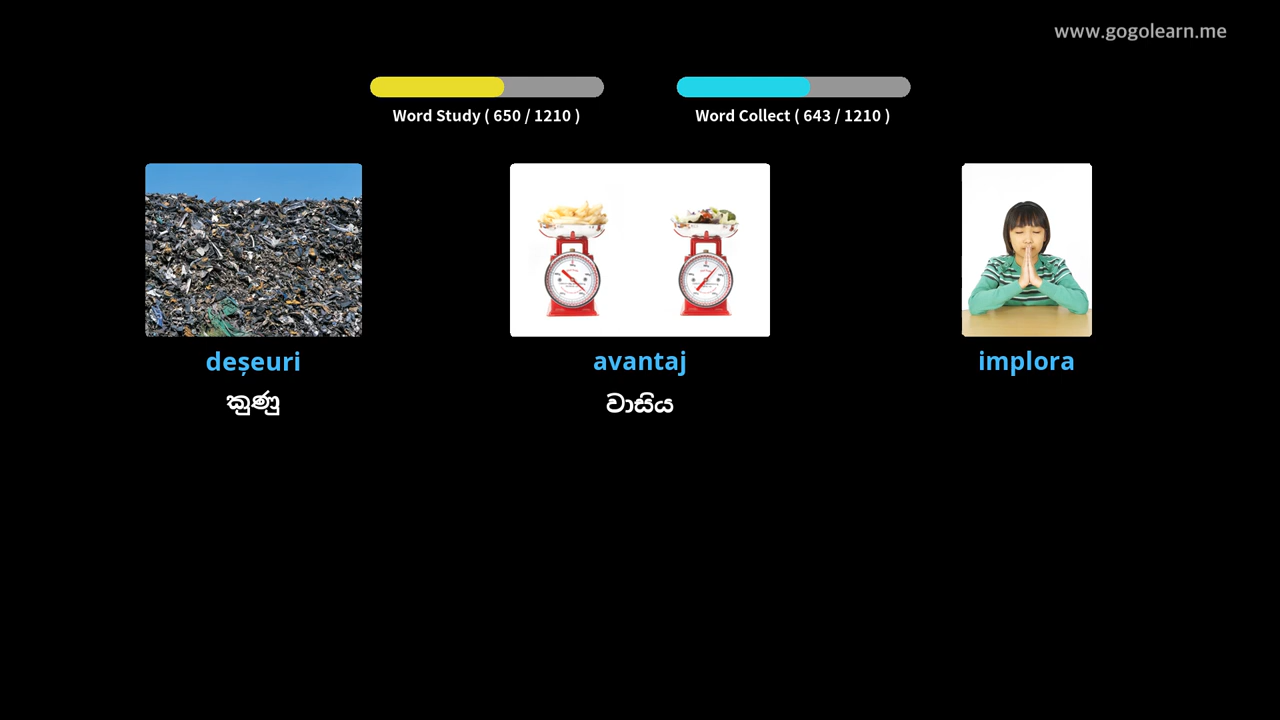 www.gogolearn.me
Word Study ( 650 / 1210 )
Word Collect ( 643 / 1210 )
deșeuri
avantaj
implora
කුණු
වාසිය